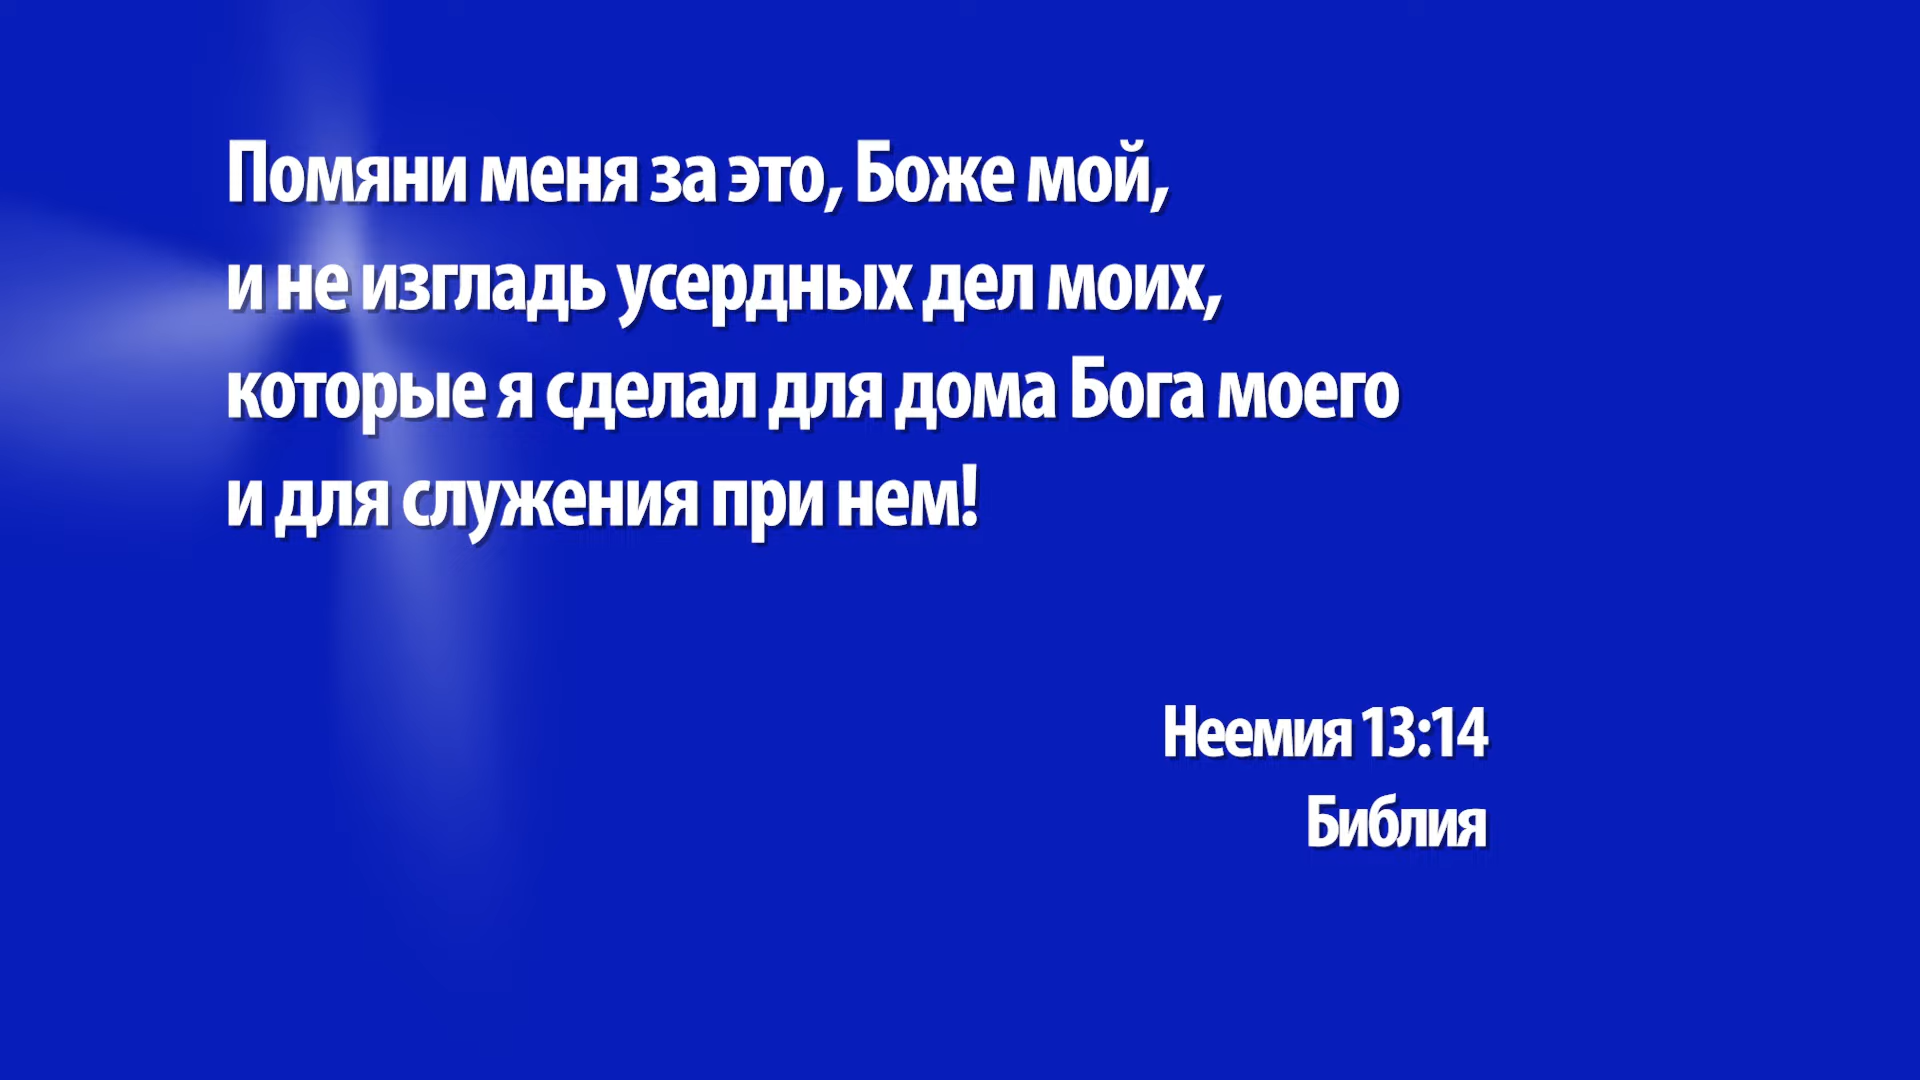 Помяни меня за это, Боже мой,
и не изгладь усердных дел моих,
которые я сделал для дома Бога моего
и для служения при нем!
Неемия 13:14
Библия